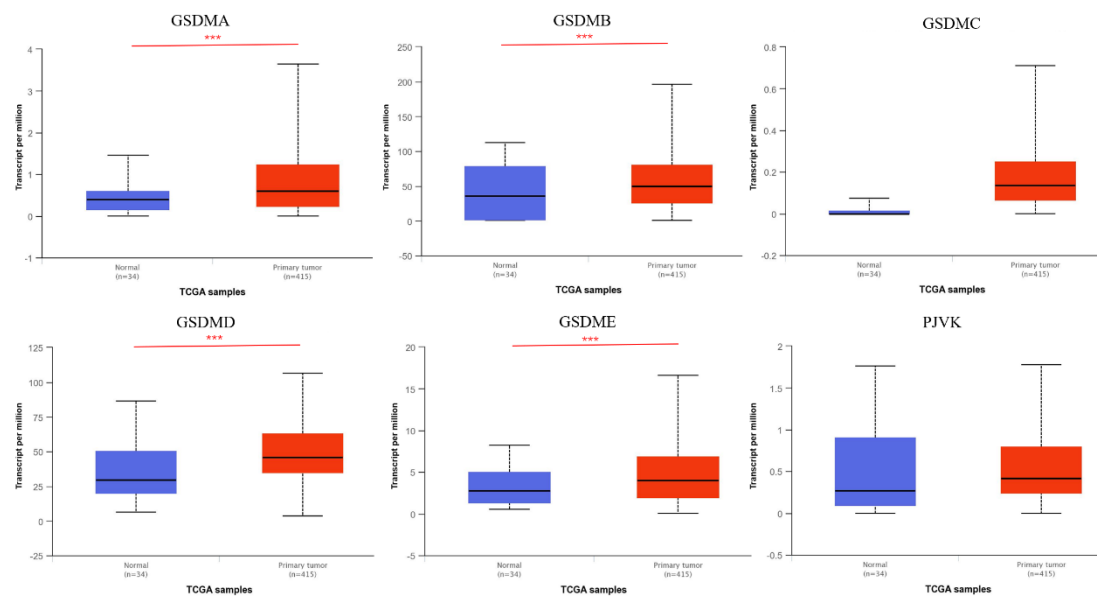 GSDMA
***
Transcript per million
4
3
2
1
0
-1
Normal
(n=34)
Primary tumor
(n=415)
TCGA samples
GSDMB
***
Transcript per million
250
200
150
100
50
0
-50
Normal
(n=34)
Primary tumor
(n=415)
TCGA samples
GSDMC
Transcript per million
0.8
0.6
0.4
0.2
0
-0.2
Normal
(n=34)
Primary tumor
(n=415)
TCGA samples
GSDMD
***
Transcript per million
125
100
75
50
25
0
-25
Normal
(n=34)
Primary tumor
(n=415)
TCGA samples
GSDME
***
Transcript per million
20
15
10
5
0
-5
Normal
(n=34)
Primary tumor
(n=415)
TCGA samples
PJVK
Transcript per million
2
1.5
1
0.5
0
-0.5
Normal
(n=34)
Primary tumor
(n=415)
TCGA samples